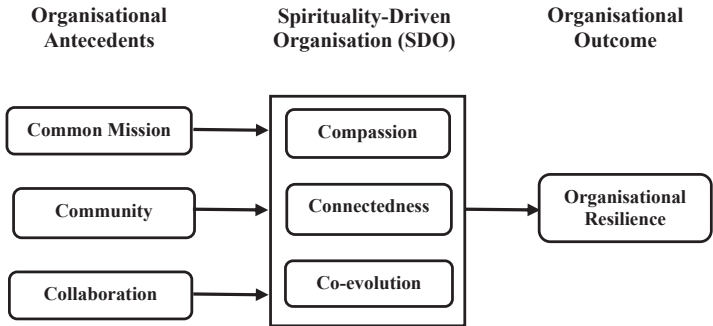 Organisational
Antecedents
Spirituality-Driven
Organisation (SDO)
Organisational
Outcome
Common Mission
Compassion
Community
Connectedness
Organisational
Resilience
Collaboration
Co-evolution